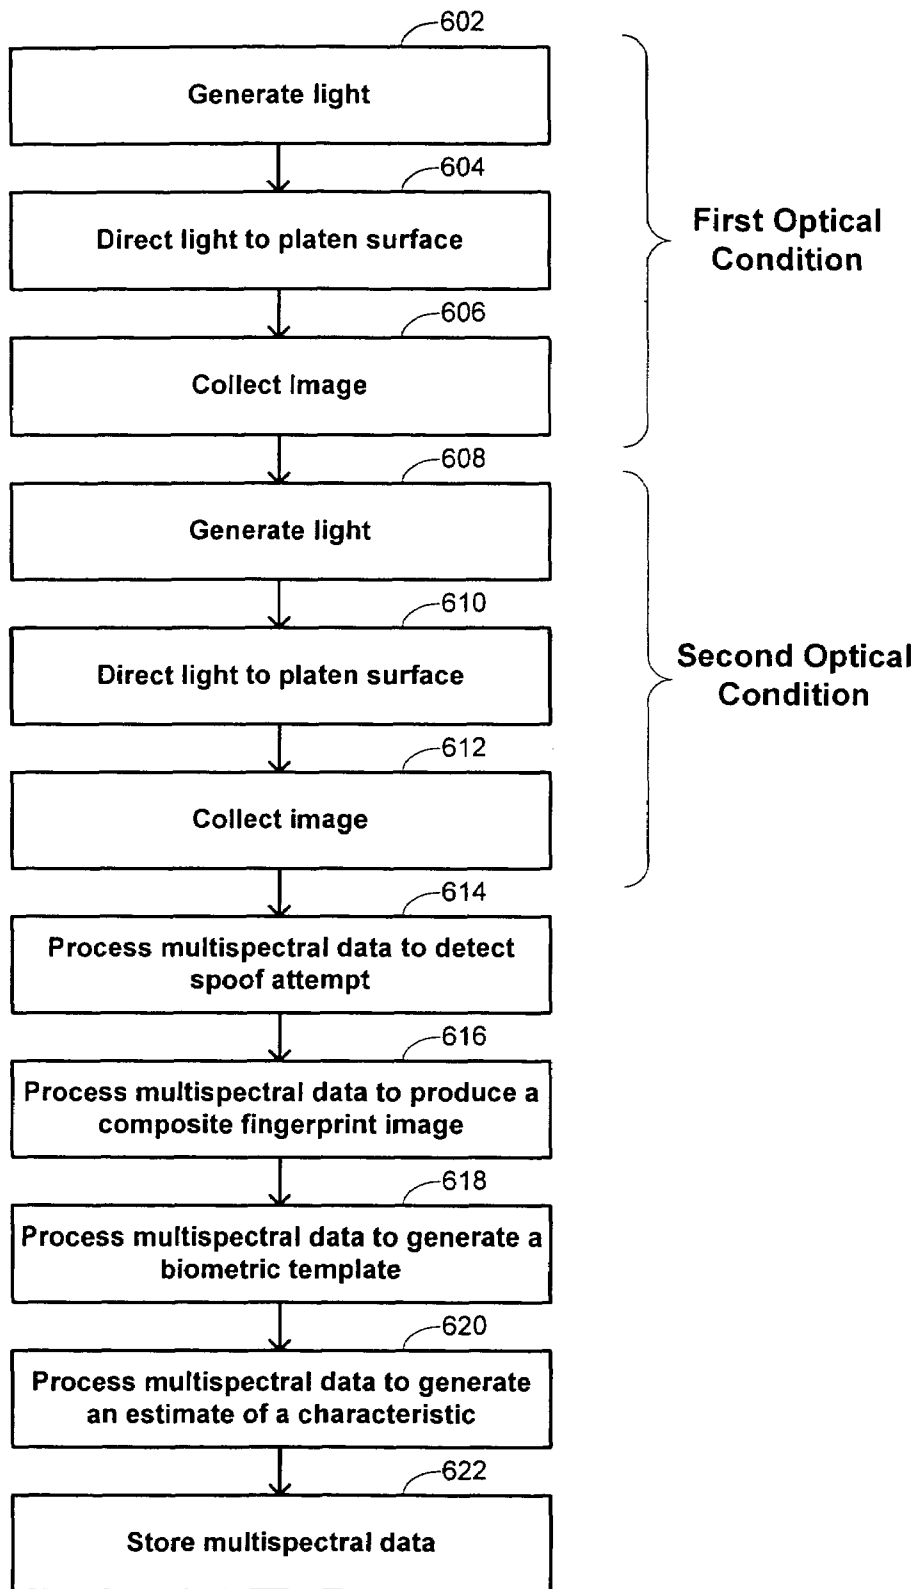 602
Generate light
604
Direct light to platen surface
606
Collect Image
First Optical
Condition
608
Generate light
610
Direct light to platen surface
612
Collect image
Second Optical
Condition
614
Process multispectral data to detect
spoof attempt
616
Process multispectral data to produce a
composite fingerprint image
618
Process multispectral data to generate a
biometric template
620
Process multispectral data to generate
an estimate of a characteristic
622
Store multispectral data